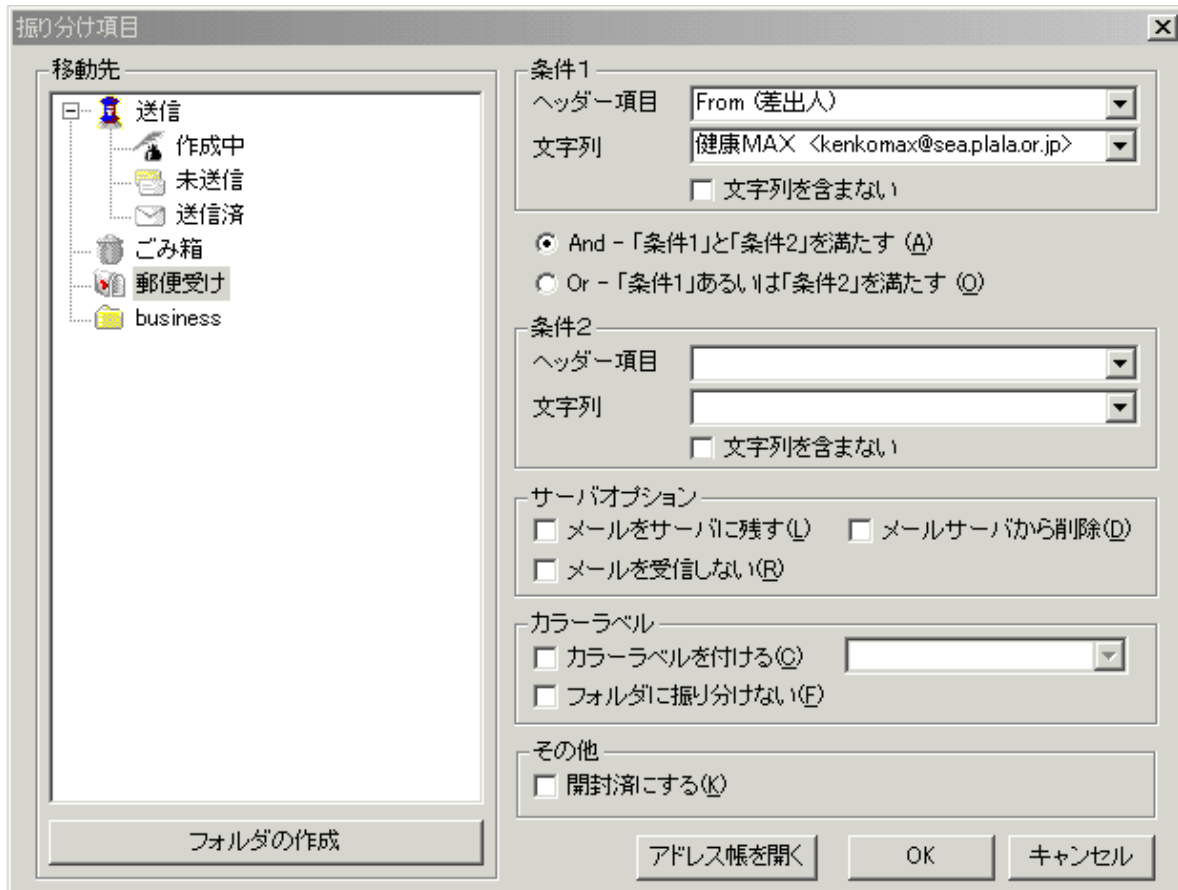 振り分け項目
移動先
送信
作成中
未送信
送信済
ごみ箱
郵便受け
business
フォルダの作成
条件1
ヘッダー項目 From (差出人)
文字列 健康MAX <kenkomax@sea.plala.or.jp>
文字列を含まない
And - 「条件1」と「条件2」を満たす (A)
Or - 「条件1」あるいは「条件2」を満たす (O)
条件2
ヘッダー項目
文字列
文字列を含まない
サーバオプション
メールをサーバに残す(L) メールサーバから削除(D)
メールを受信しない(R)
カラーラベル
カラーラベルを付ける(C)
フォルダに振り分けない(F)
その他
開封済にする(K)
アドレス帳を開く OK キャンセル